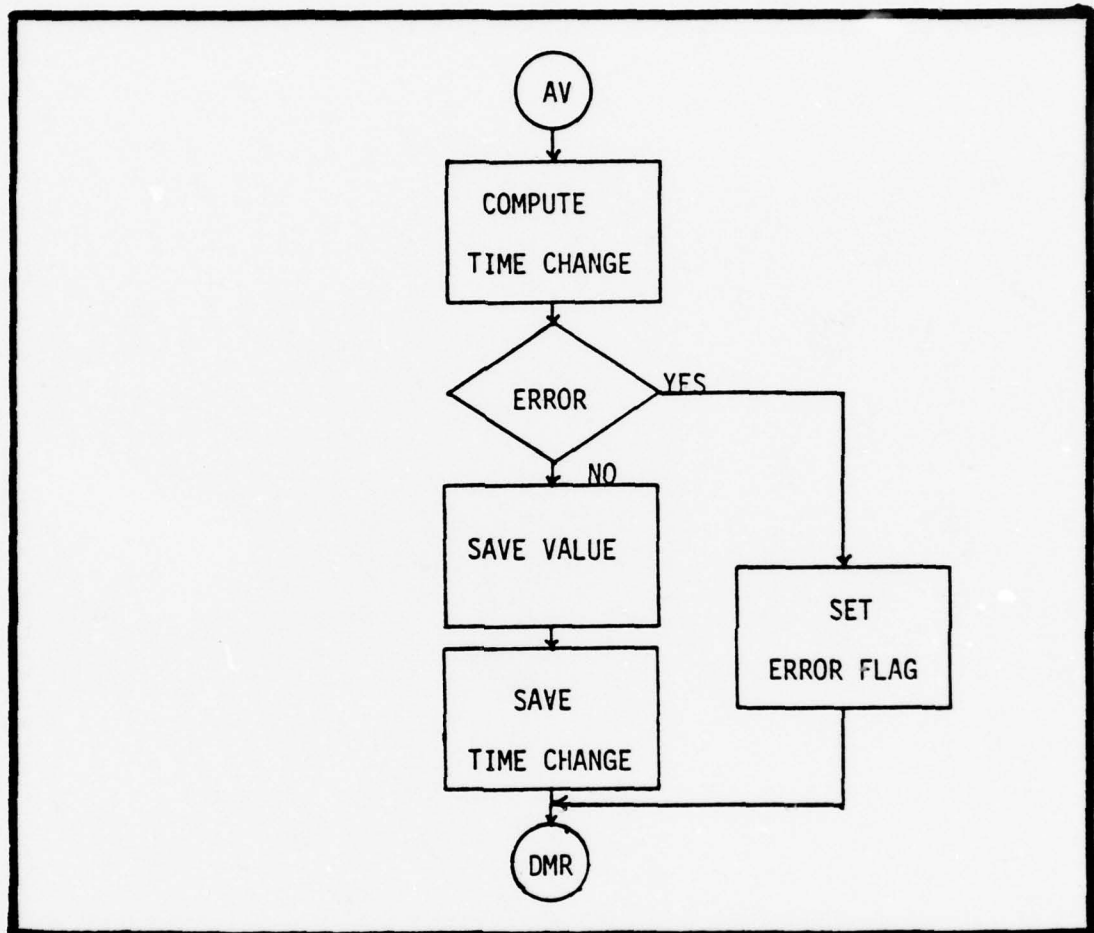 AV
COMPUTE
TIME CHANGE
ERROR
YES
NO
SAVE VALUE
SET
ERROR FLAG
SAVE
TIME CHANGE
DMR